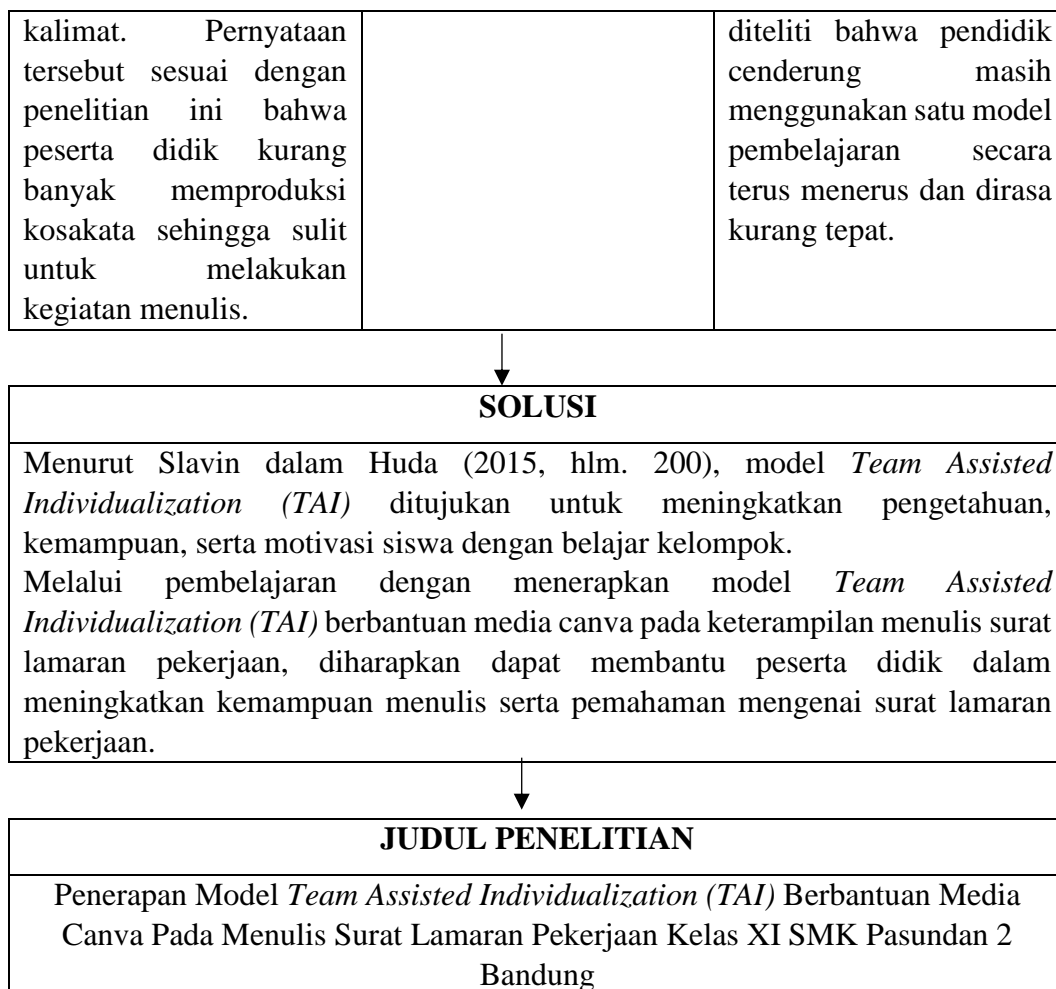 kalimat. Pernyataan
tersebut sesuai dengan
penelitian ini bahwa
peserta didik kurang
banyak memproduksi
kosakata sehingga sulit
untuk melakukan
kegiatan menulis.
diteliti bahwa pendidik
cenderung masih
menggunakan satu model
pembelajaran secara
terus menerus dan dirasa
kurang tepat.
SOLUSI
Menurut Slavin dalam Huda (2015, hlm. 200), model Team Assisted
Individualization (TAI) ditujukan untuk meningkatkan pengetahuan,
kemampuan, serta motivasi siswa dengan belajar kelompok.
Melalui pembelajaran dengan menerapkan model Team Assisted
Individualization (TAI) berbantuan media canva pada keterampilan menulis surat
lamaran pekerjaan, diharapkan dapat membantu peserta didik dalam
meningkatkan kemampuan menulis serta pemahaman mengenai surat lamaran
pekerjaan.
JUDUL PENELITIAN
Penerapan Model Team Assisted Individualization (TAI) Berbantuan Media
Canva Pada Menulis Surat Lamaran Pekerjaan Kelas XI SMK Pasundan 2
Bandung